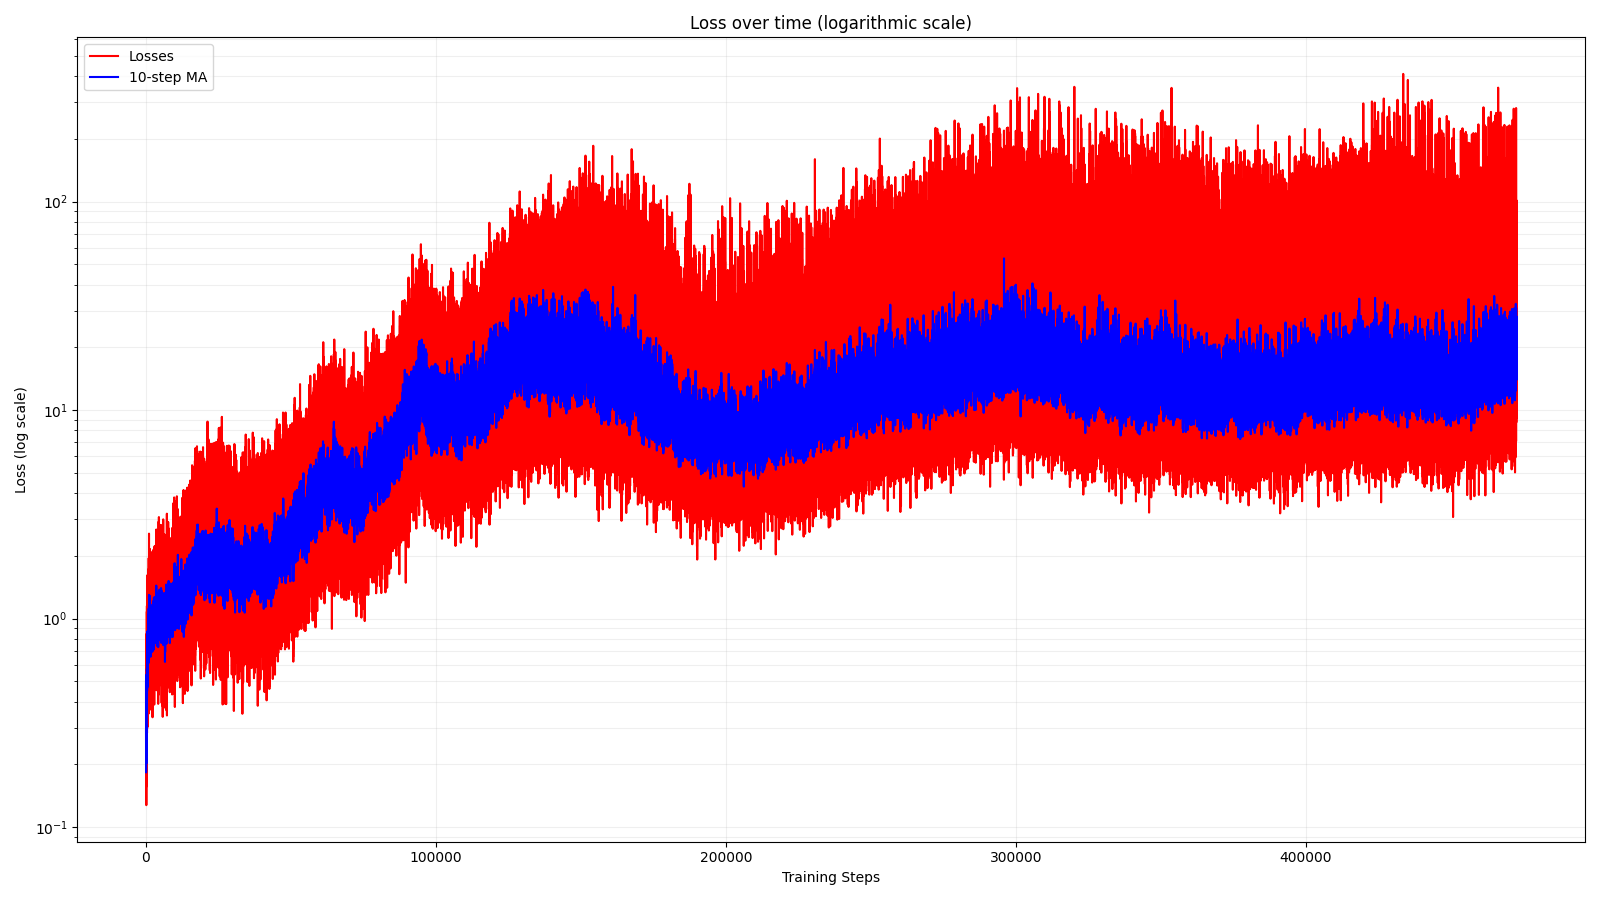 Loss over time (logarithmic scale)
Losses
10-step MA
Loss (log scale)
10²
10¹
10⁰
10⁻¹
0
100000
200000
300000
400000
Training Steps